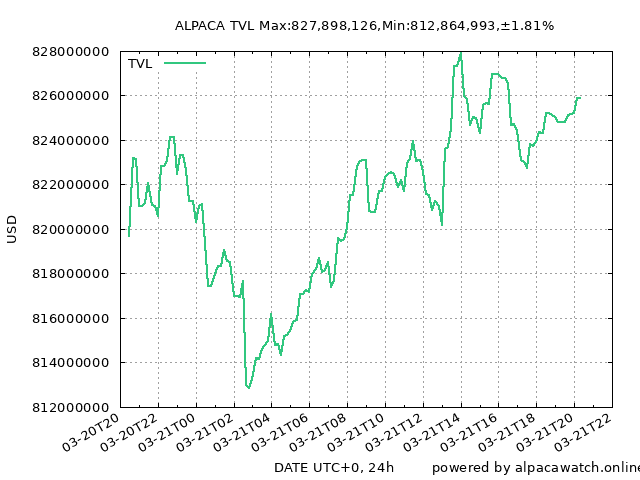 ALPACA TVL Max:827,898,126,Min:812,864,993,±1.81%
TVL
828000000
826000000
824000000
822000000
820000000
818000000
816000000
814000000
812000000
USD
03-20T20
03-20T22
03-21T00
03-21T02
03-21T04
03-21T06
03-21T08
03-21T10
03-21T12
03-21T14
03-21T16
03-21T18
03-21T20
03-21T22
DATE UTC+0, 24h
powered by alpacawatch.online